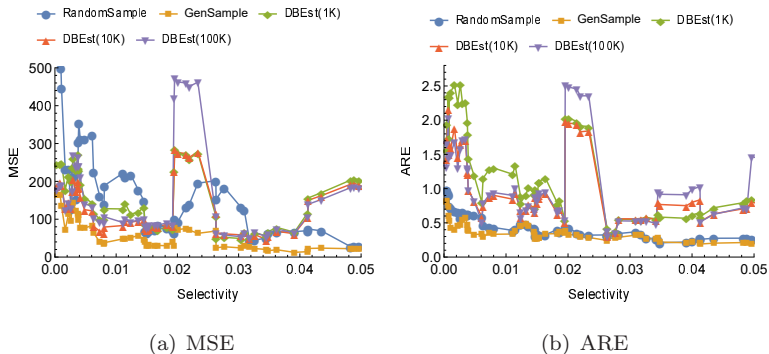 RandomSample GenSample DBEst(1K)
DBEst(10K) DBEst(100K)
MSE
500
400
300
200
100
0
0.00 0.01 0.02 0.03 0.04 0.05
Selectivity
(a) MSE
RandomSample GenSample DBEst(1K)
DBEst(10K) DBEst(100K)
ARE
2.5
2.0
1.5
1.0
0.5
0.0
0.00 0.01 0.02 0.03 0.04 0.05
Selectivity
(b) ARE